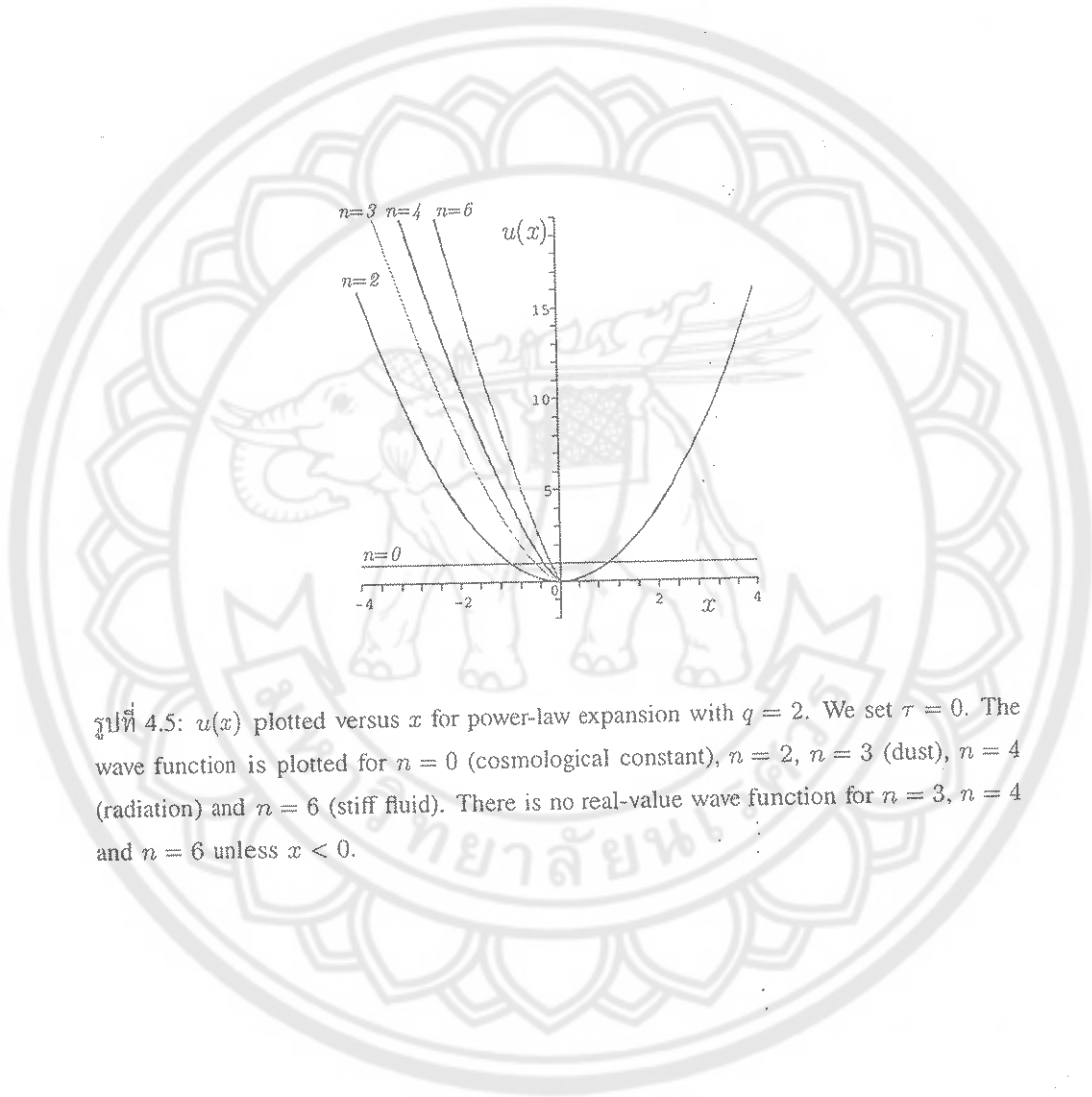 n=3 n=4 n=6
u(x)
n=2
15
10
5
n=0
-4 -2 0 2 x 4
รูปที่ 4.5: u(x) plotted versus x for power-law expansion with q = 2. We set τ = 0. The
wave function is plotted for n = 0 (cosmological constant), n = 2, n = 3 (dust), n = 4
(radiation) and n = 6 (stiff fluid). There is no real-value wave function for n = 3, n = 4
and n = 6 unless x < 0.